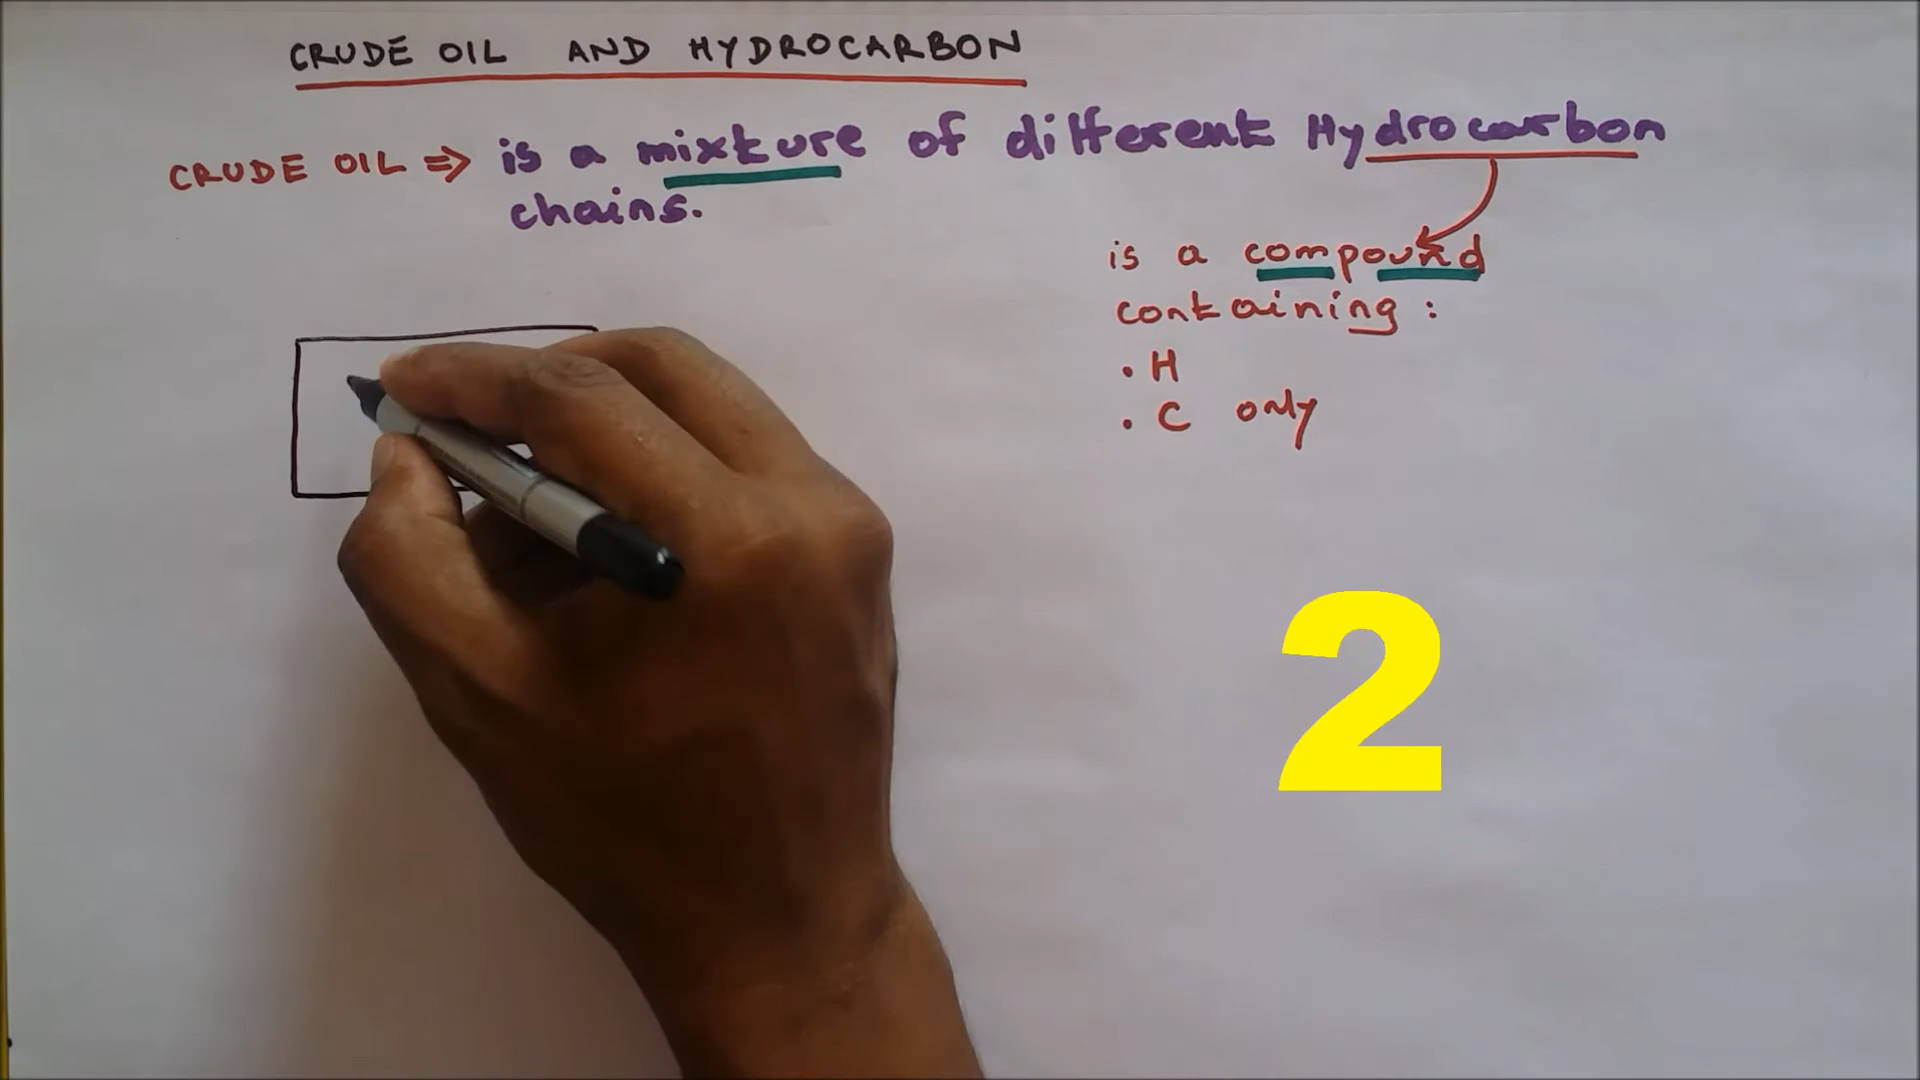 CRUDE OIL AND HYDROCARBON
CRUDE OIL ⇒ is a mixture of different Hydrocarbon
chains.
is a compound
containing :
• H
• C only
2